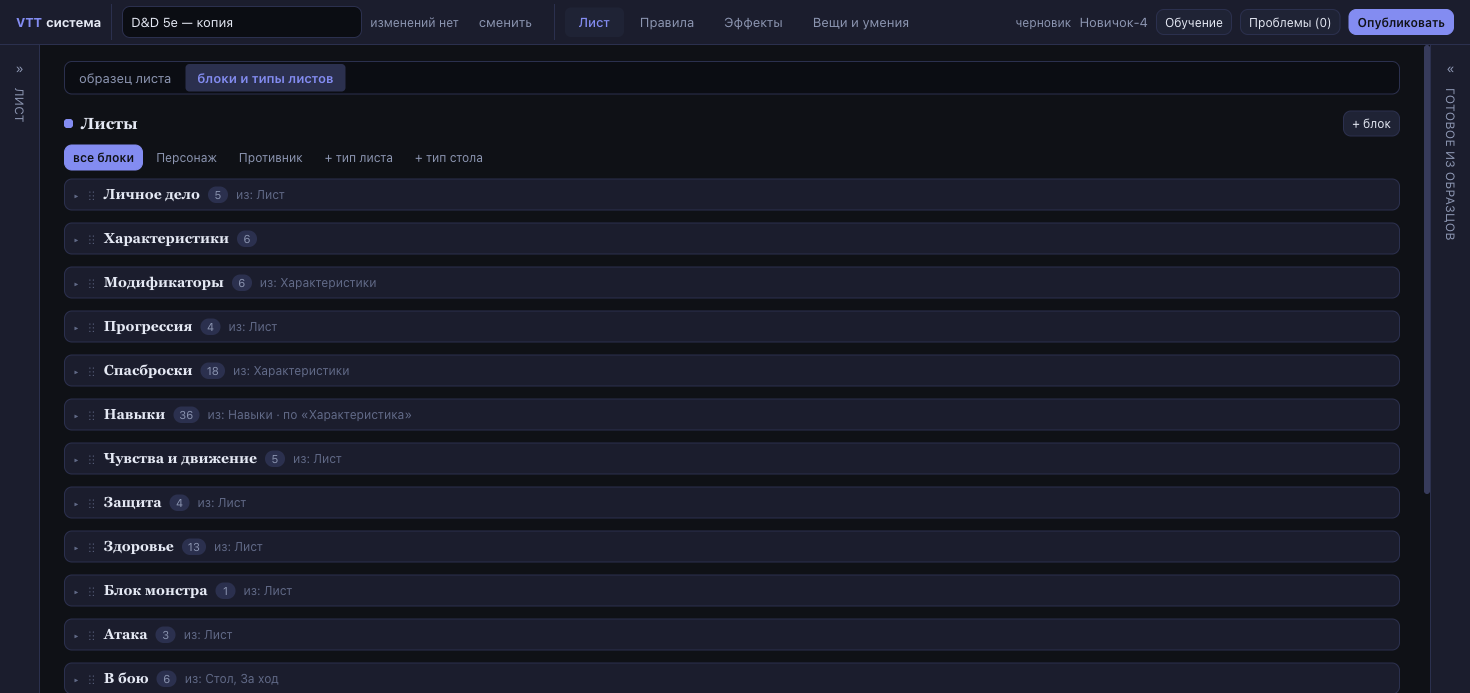 VTT система D&D 5e — копия изменений нет сменить Лист Правила Эффекты Вещи и умения черновик Новичок-4 Обучение Проблемы (0) Опубликовать
» ЛИСТ
образец листа блоки и типы листов
« ГОТОВОЕ ИЗ ОБРАЗЦОВ
Листы + блок
все блоки Персонаж Противник + тип листа + тип стола
Личное дело 5 из: Лист
Характеристики 6
Модификаторы 6 из: Характеристики
Прогрессия 4 из: Лист
Спасброски 18 из: Характеристики
Навыки 36 из: Навыки · по «Характеристика»
Чувства и движение 5 из: Лист
Защита 4 из: Лист
Здоровье 13 из: Лист
Блок монстра 1 из: Лист
Атака 3 из: Лист
В бою 6 из: Стол, За ход